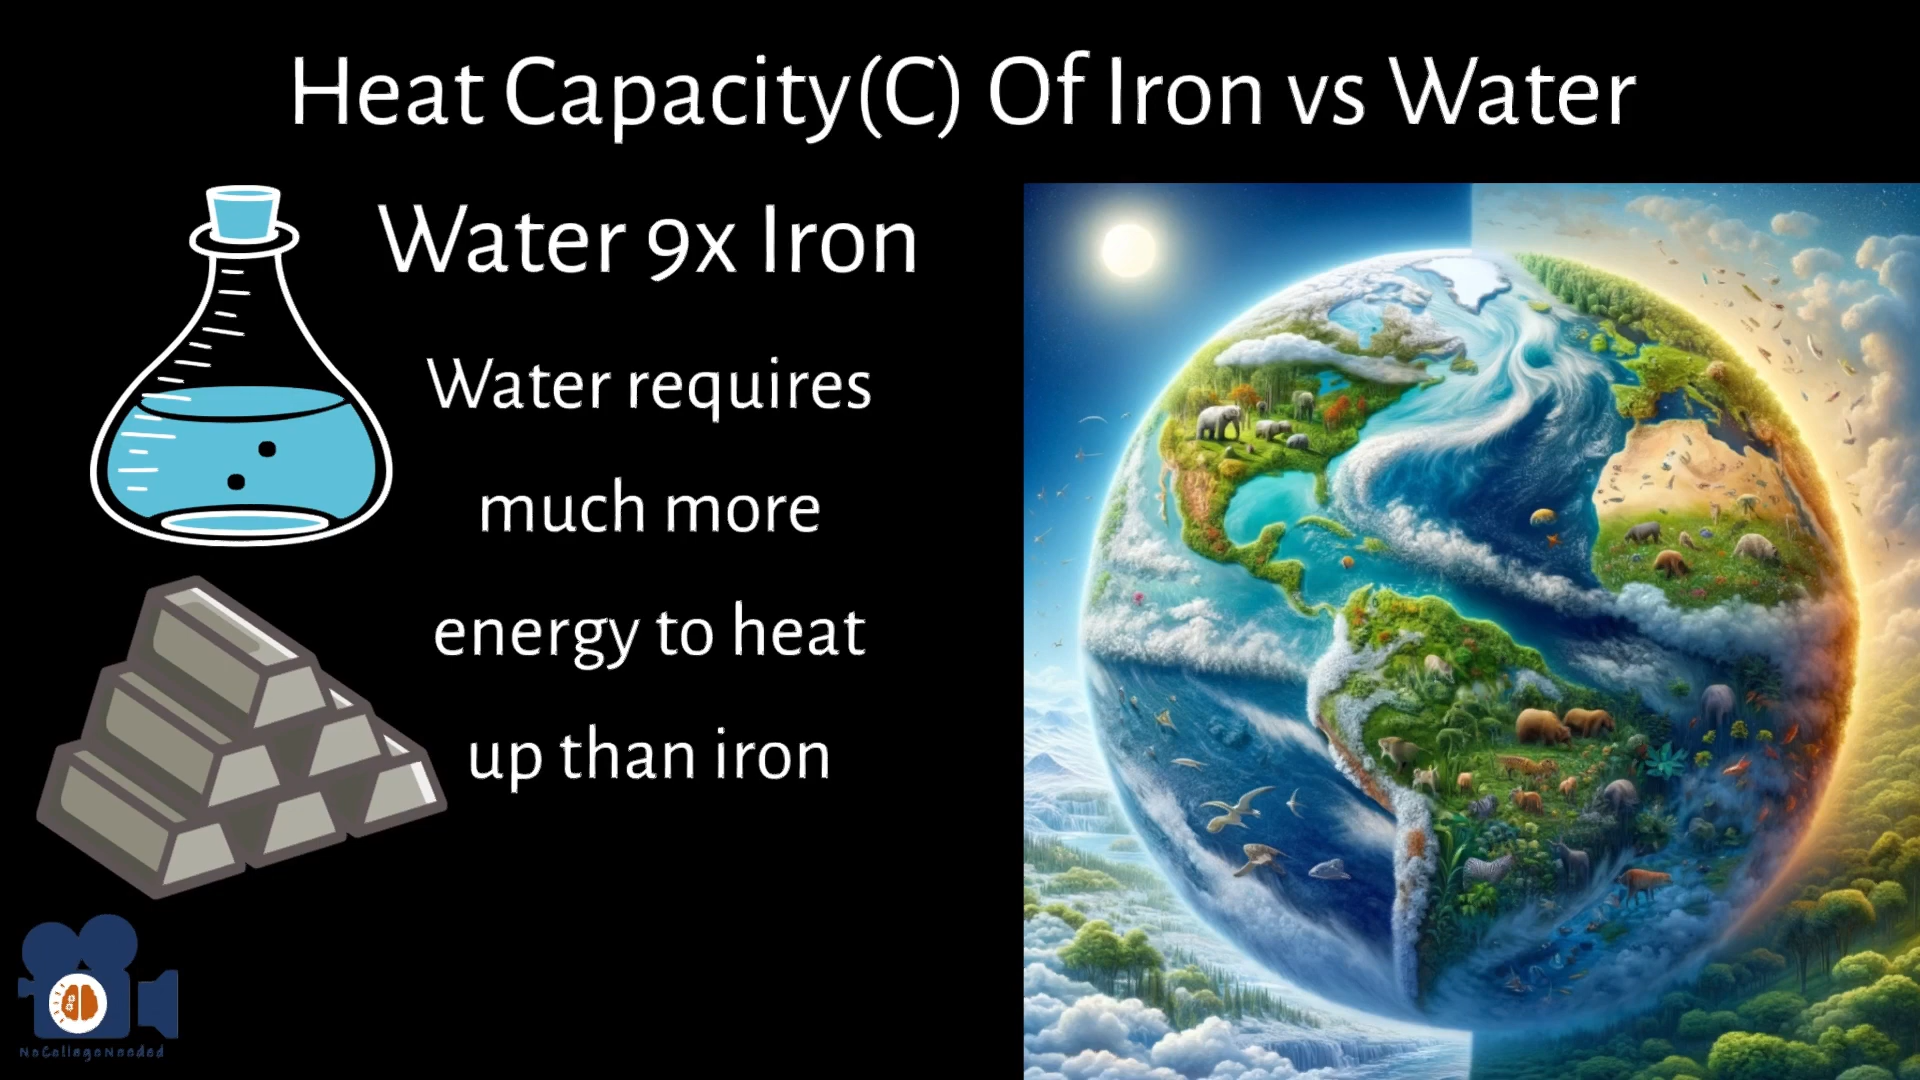 Heat Capacity(C) Of Iron vs Water
Water 9x Iron
Water requires
much more
energy to heat
up than iron
NoCollegeNeeded